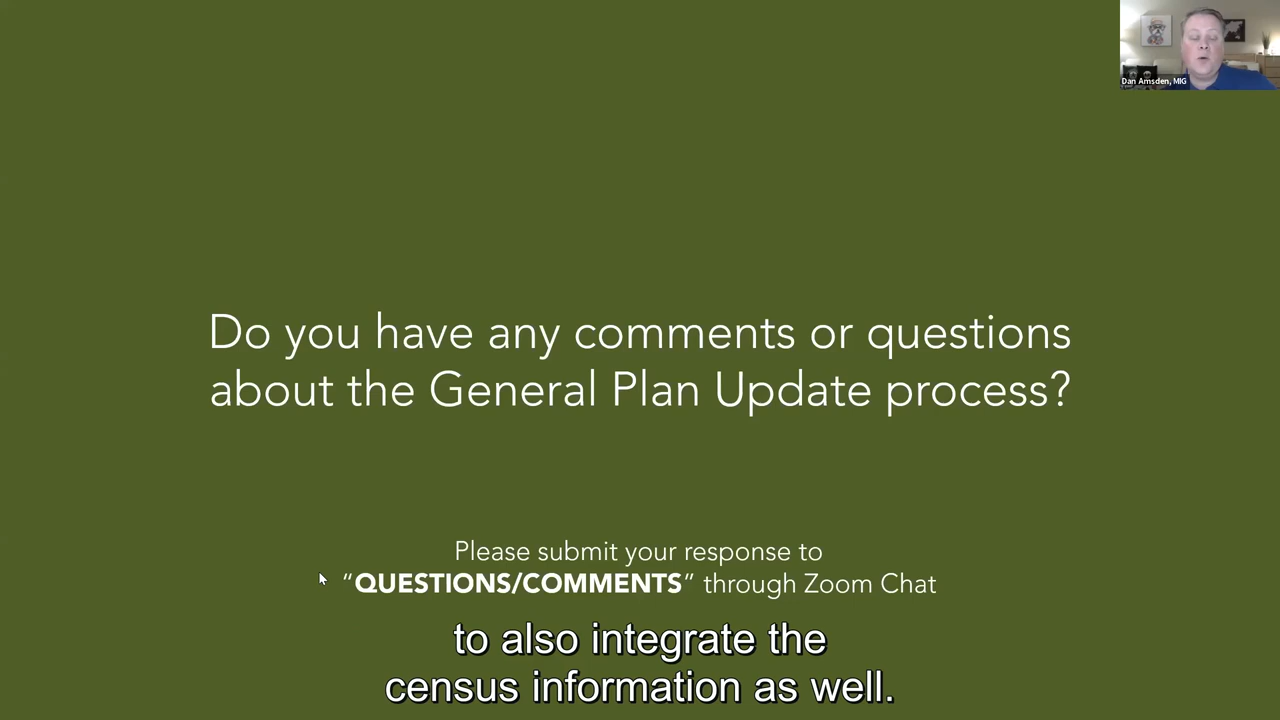 Dan Amsden, MIG
Do you have any comments or questions
about the General Plan Update process?
Please submit your response to
“QUESTIONS/COMMENTS” through Zoom Chat
to also integrate the
census information as well.